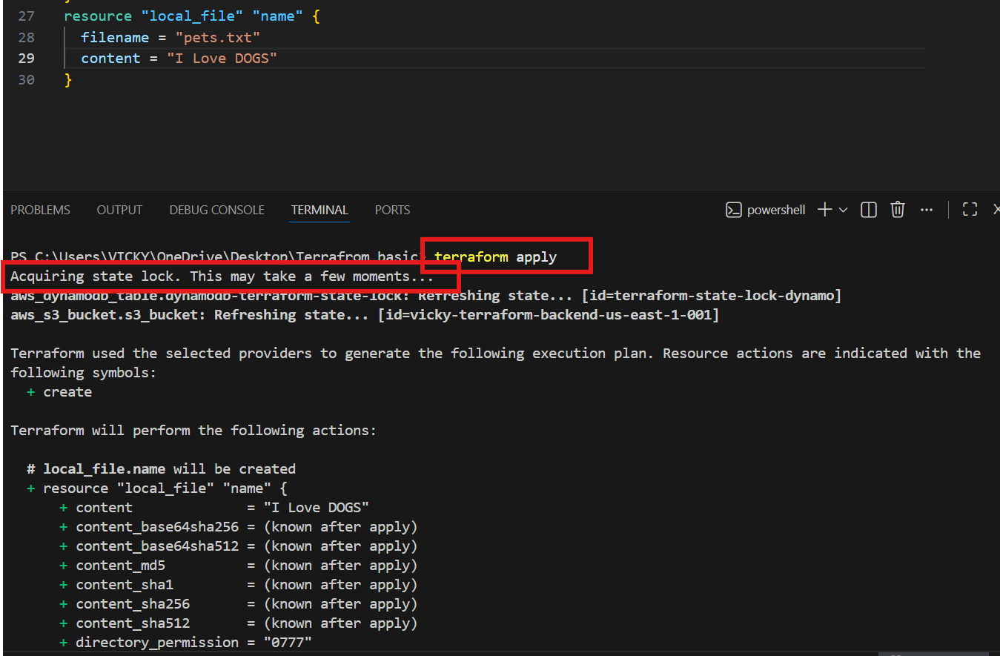 27 resource "local_file" "name" {
28 filename = "pets.txt"
29 content = "I Love DOGS"
30 }
PROBLEMS OUTPUT DEBUG CONSOLE TERMINAL PORTS powershell
PS C:\Users\VICKY\OneDrive\Desktop\Terrafrom basic> terraform apply
Acquiring state lock. This may take a few moments...
aws_dynamodb_table.dynamodb-terraform-state-lock: Refreshing state... [id=terraform-state-lock-dynamo]
aws_s3_bucket.s3_bucket: Refreshing state... [id=vicky-terraform-backend-us-east-1-001]
Terraform used the selected providers to generate the following execution plan. Resource actions are indicated with the
following symbols:
+ create
Terraform will perform the following actions:
# local_file.name will be created
+ resource "local_file" "name" {
+ content = "I Love DOGS"
+ content_base64sha256 = (known after apply)
+ content_base64sha512 = (known after apply)
+ content_md5 = (known after apply)
+ content_sha1 = (known after apply)
+ content_sha256 = (known after apply)
+ content_sha512 = (known after apply)
+ directory_permission = "0777"